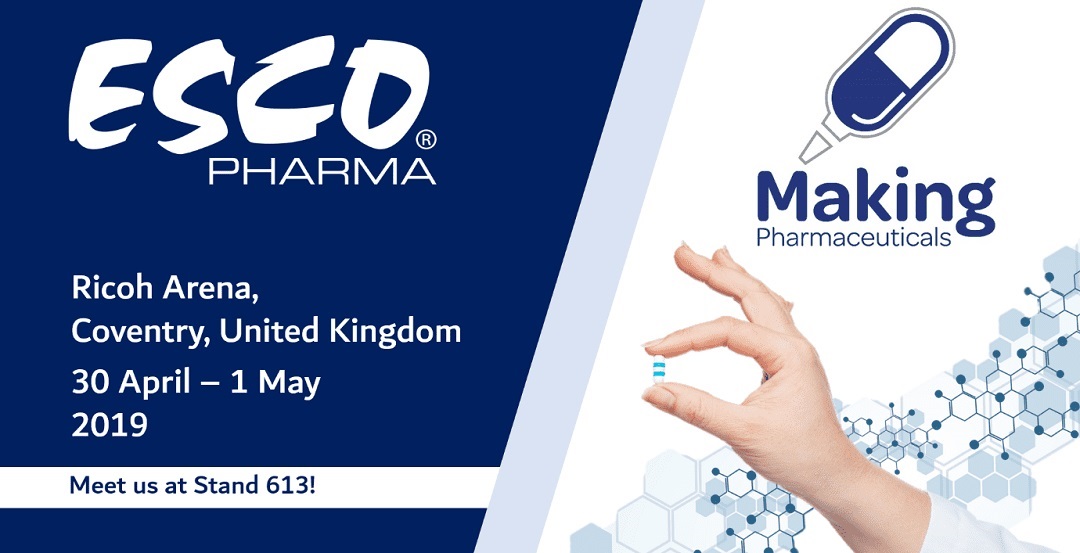 ESCO®
PHARMA
Ricoh Arena,
Coventry, United Kingdom
30 April – 1 May
2019
Meet us at Stand 613!
Making
Pharmaceuticals